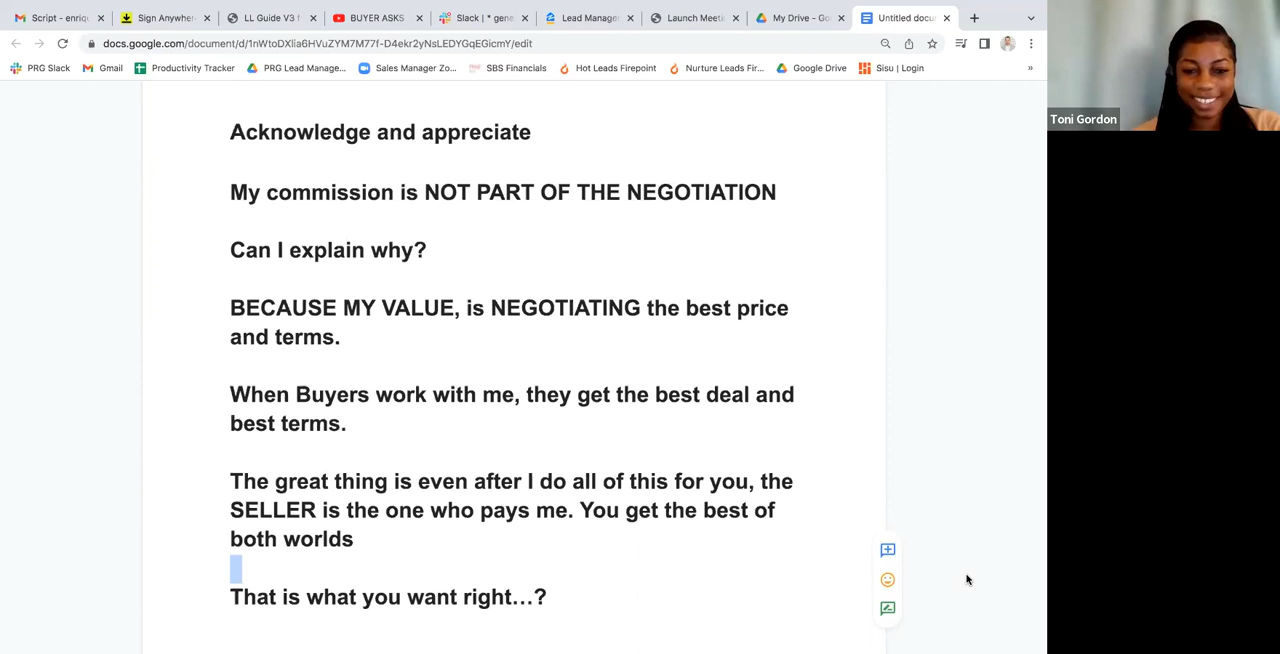 Script - enriqu
Sign Anywher
LL Guide V3 f
BUYER ASKS
Slack | * gene
Lead Manage
Launch Meeti
My Drive - Go
Untitled docu
docs.google.com/document/d/1nWtoDXlia6HVuZYM7M77f-D4ekr2yNsLEDYGqEGicmY/edit
PRG Slack
Gmail
Productivity Tracker
PRG Lead Manage...
Sales Manager Zo...
SBS Financials
Hot Leads Firepoint
Nurture Leads Fir...
Google Drive
Sisu | Login
»
Toni Gordon
Acknowledge and appreciate
My commission is NOT PART OF THE NEGOTIATION
Can I explain why?
BECAUSE MY VALUE, is NEGOTIATING the best price
and terms.
When Buyers work with me, they get the best deal and
best terms.
The great thing is even after I do all of this for you, the
SELLER is the one who pays me. You get the best of
both worlds
That is what you want right…?